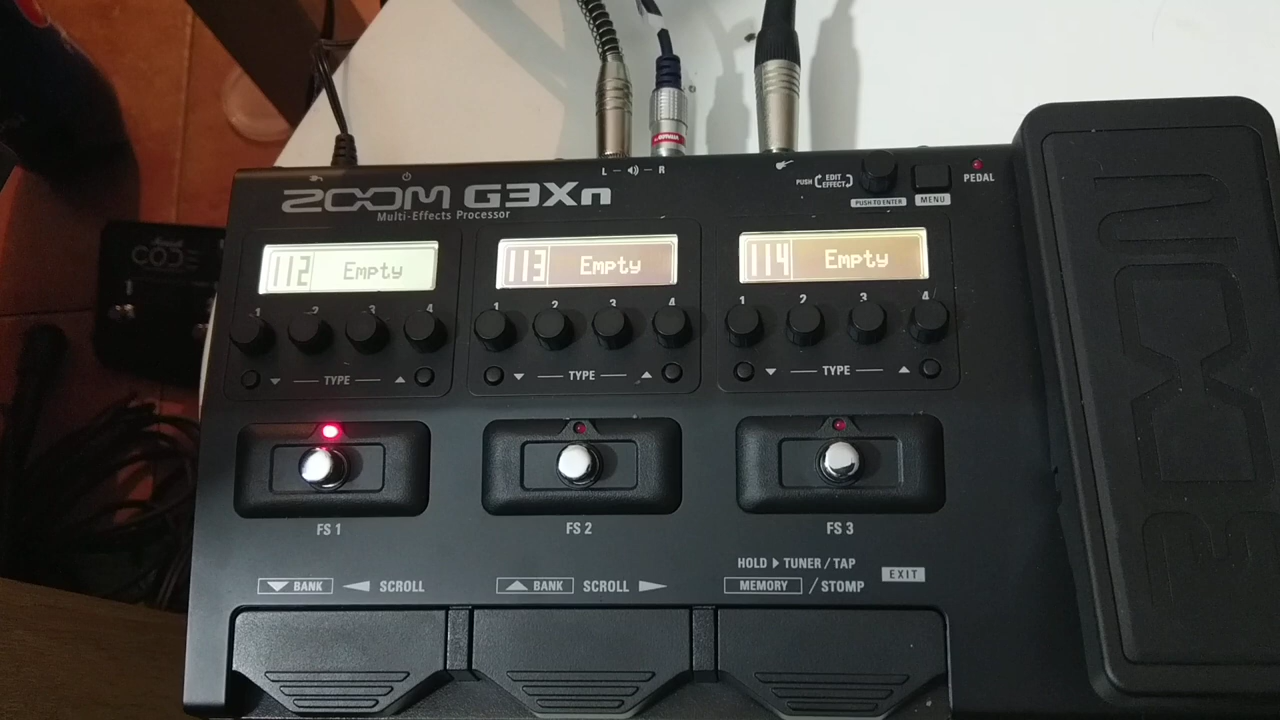 L R
ZOOM G3Xn
Multi-Effects Processor
PUSH EDIT EFFECT
PUSH TO ENTER
MENU
PEDAL
112 Empty
113 Empty
114 Empty
1 2 3 4
1 2 3 4
1 2 3 4
TYPE
TYPE
TYPE
FS 1
FS 2
FS 3
HOLD TUNER / TAP
BANK SCROLL
BANK SCROLL
MEMORY / STOMP
EXIT
CODE
ZOOM